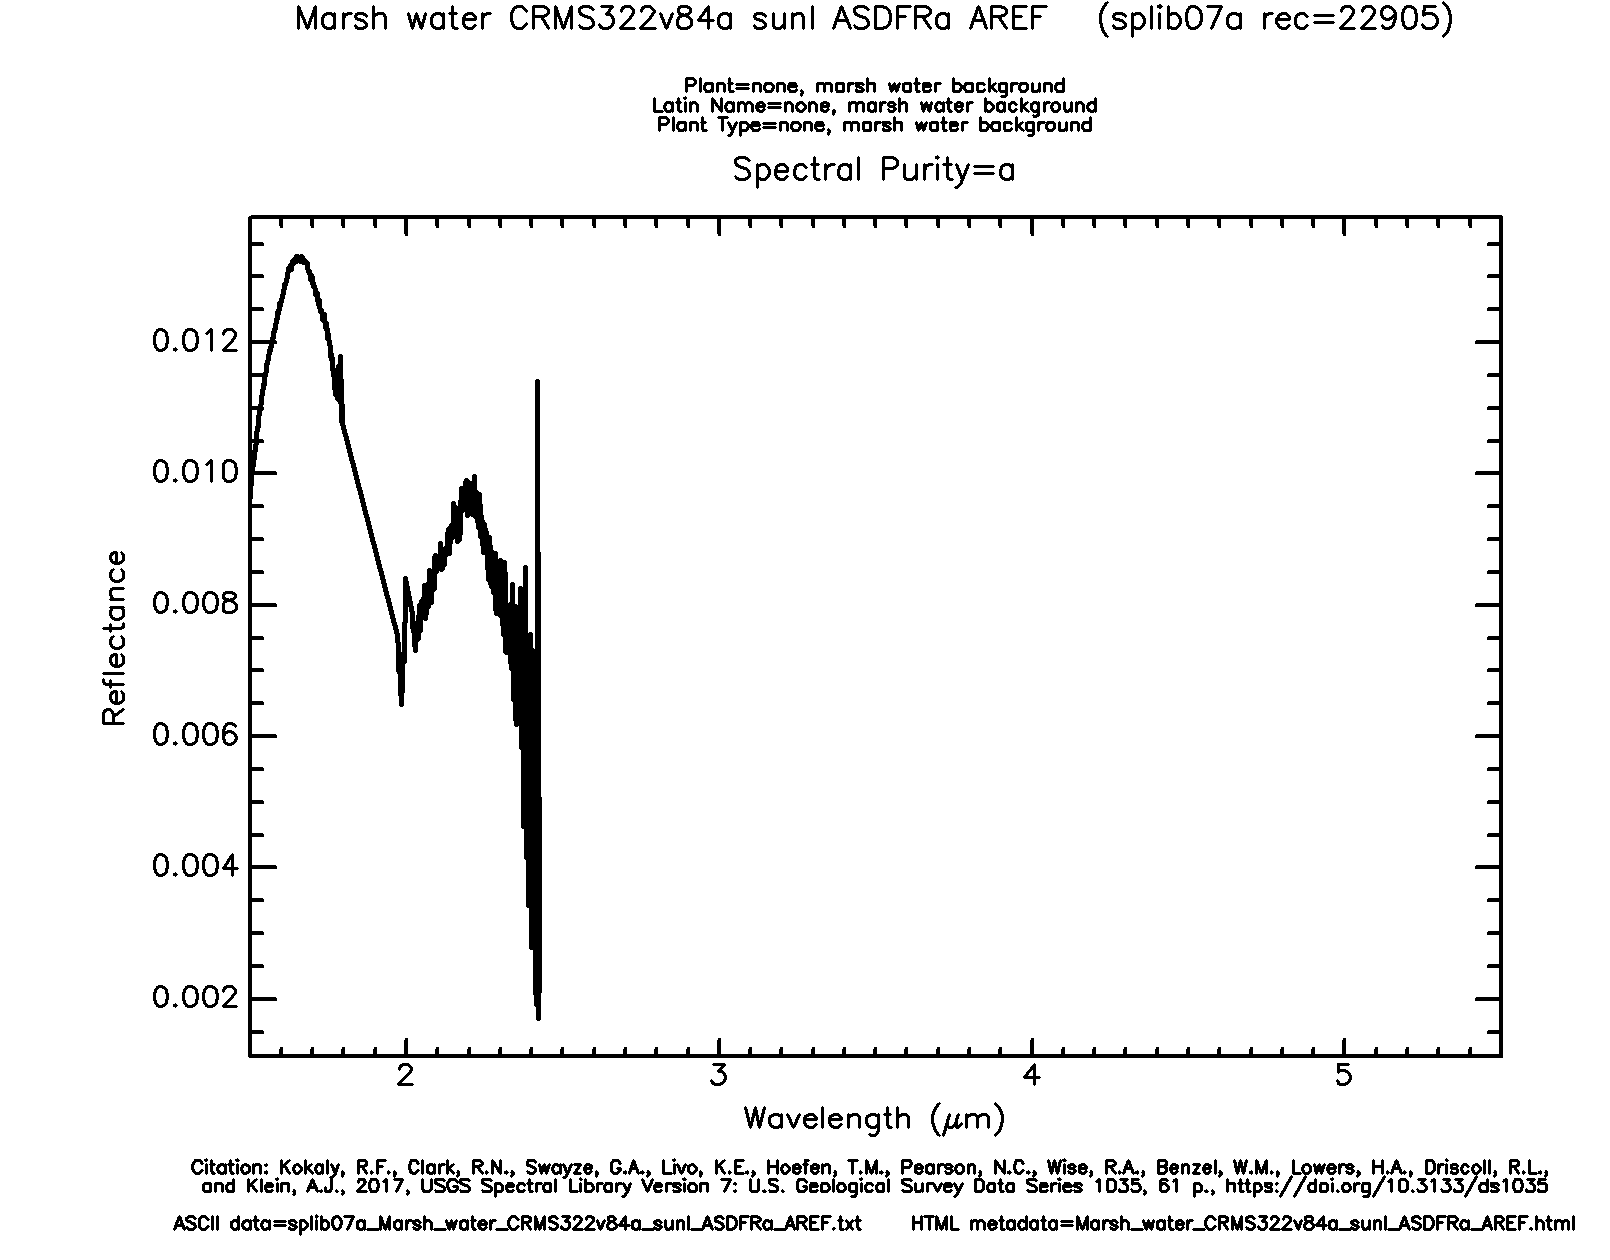 Marsh water CRMS322v84a sunl ASDFRa AREF (splib07a rec=22905)
Plant=none, marsh water background
Latin Name=none, marsh water background
Plant Type=none, marsh water background
Spectral Purity=a
0.012
0.010
0.008
0.006
0.004
0.002
Reflectance
2 3 4 5
Wavelength (μm)
Citation: Kokaly, R.F., Clark, R.N., Swayze, G.A., Livo, K.E., Hoefen, T.M., Pearson, N.C., Wise, R.A., Benzel, W.M., Lowers, H.A., Driscoll, R.L.,
and Klein, A.J., 2017, USGS Spectral Library Version 7: U.S. Geological Survey Data Series 1035, 61 p., https://doi.org/10.3133/ds1035
ASCII data=splib07a_Marsh_water_CRMS322v84a_sunl_ASDFRa_AREF.txt HTML metadata=Marsh_water_CRMS322v84a_sunl_ASDFRa_AREF.html